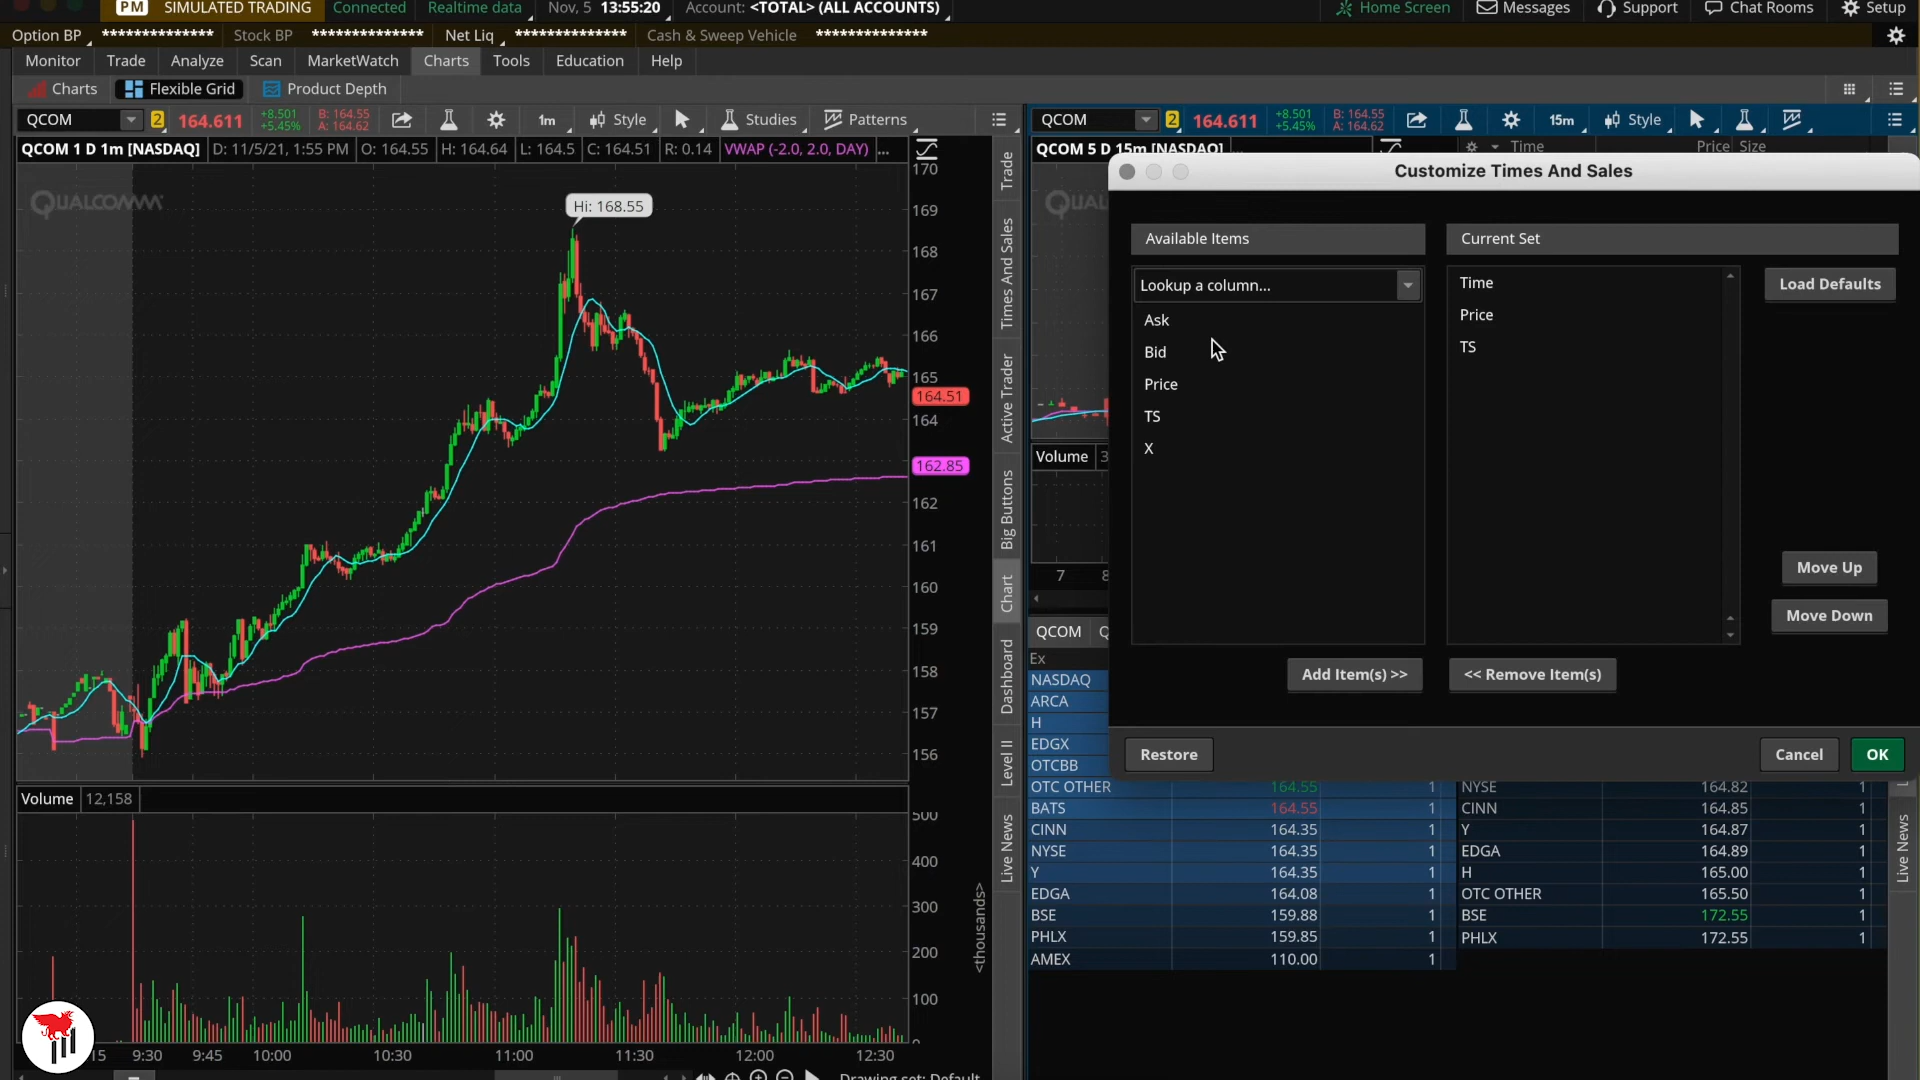 PM SIMULATED TRADING Connected Realtime data Nov, 5 13:55:20 Account: <TOTAL> (ALL ACCOUNTS) Home Screen Messages Support Chat Rooms Setup
Option BP ************** Stock BP ************** Net Liq ************** Cash & Sweep Vehicle **************
Monitor Trade Analyze Scan MarketWatch Charts Tools Education Help
Charts Flexible Grid Product Depth
QCOM 2 164.611 +8.501 +5.45% B: 164.55 A: 164.62 1m Style Studies Patterns
QCOM 1 D 1m [NASDAQ] D: 11/5/21, 1:55 PM O: 164.55 H: 164.64 L: 164.5 C: 164.51 R: 0.14 VWAP (-2.0, 2.0, DAY) ...
QUALCOMM
Hi: 168.55
170
169
168
167
166
165
164.51
164
162.85
162
161
160
159
158
157
156
Volume 12,158
500
400
300
200
100
<thousands>
15 9:30 9:45 10:00 10:30 11:00 11:30 12:00 12:30
Drawing set: Default
Trade
Times And Sales
Active Trader
Big Buttons
Chart
Dashboard
Level II
Live News
QCOM 2 164.611 +8.501 +5.45% B: 164.55 A: 164.62 15m Style
QCOM 5 D 15m [NASDAQ] ... Time Price Size
QUAL
Volume 3
7 8
Customize Times And Sales
Available Items
Lookup a column...
Ask
Bid
Price
TS
X
Add Item(s) >>
Current Set
Time
Price
TS
<< Remove Item(s)
Load Defaults
Move Up
Move Down
Restore Cancel OK
QCOM Q
Ex
NASDAQ
ARCA
H
EDGX
OTCBB
OTC OTHER 164.55 1 NYSE 164.82 1
BATS 164.55 1 CINN 164.85 1
CINN 164.35 1 Y 164.87 1
NYSE 164.35 1 EDGA 164.89 1
Y 164.35 1 H 165.00 1
EDGA 164.08 1 OTC OTHER 165.50 1
BSE 159.88 1 BSE 172.55 1
PHLX 159.85 1 PHLX 172.55 1
AMEX 110.00 1
Live News